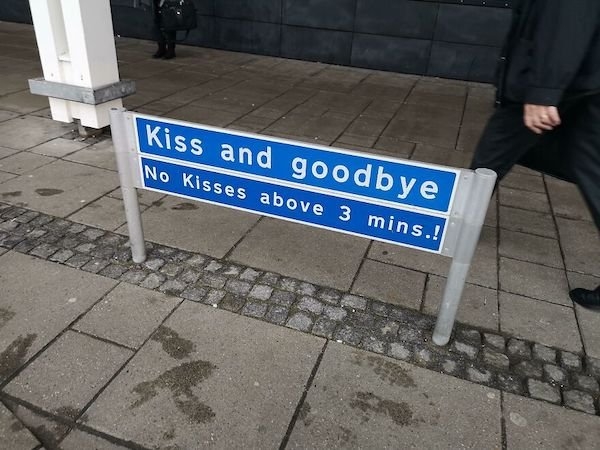 Kiss and goodbye
No Kisses above 3 mins.!